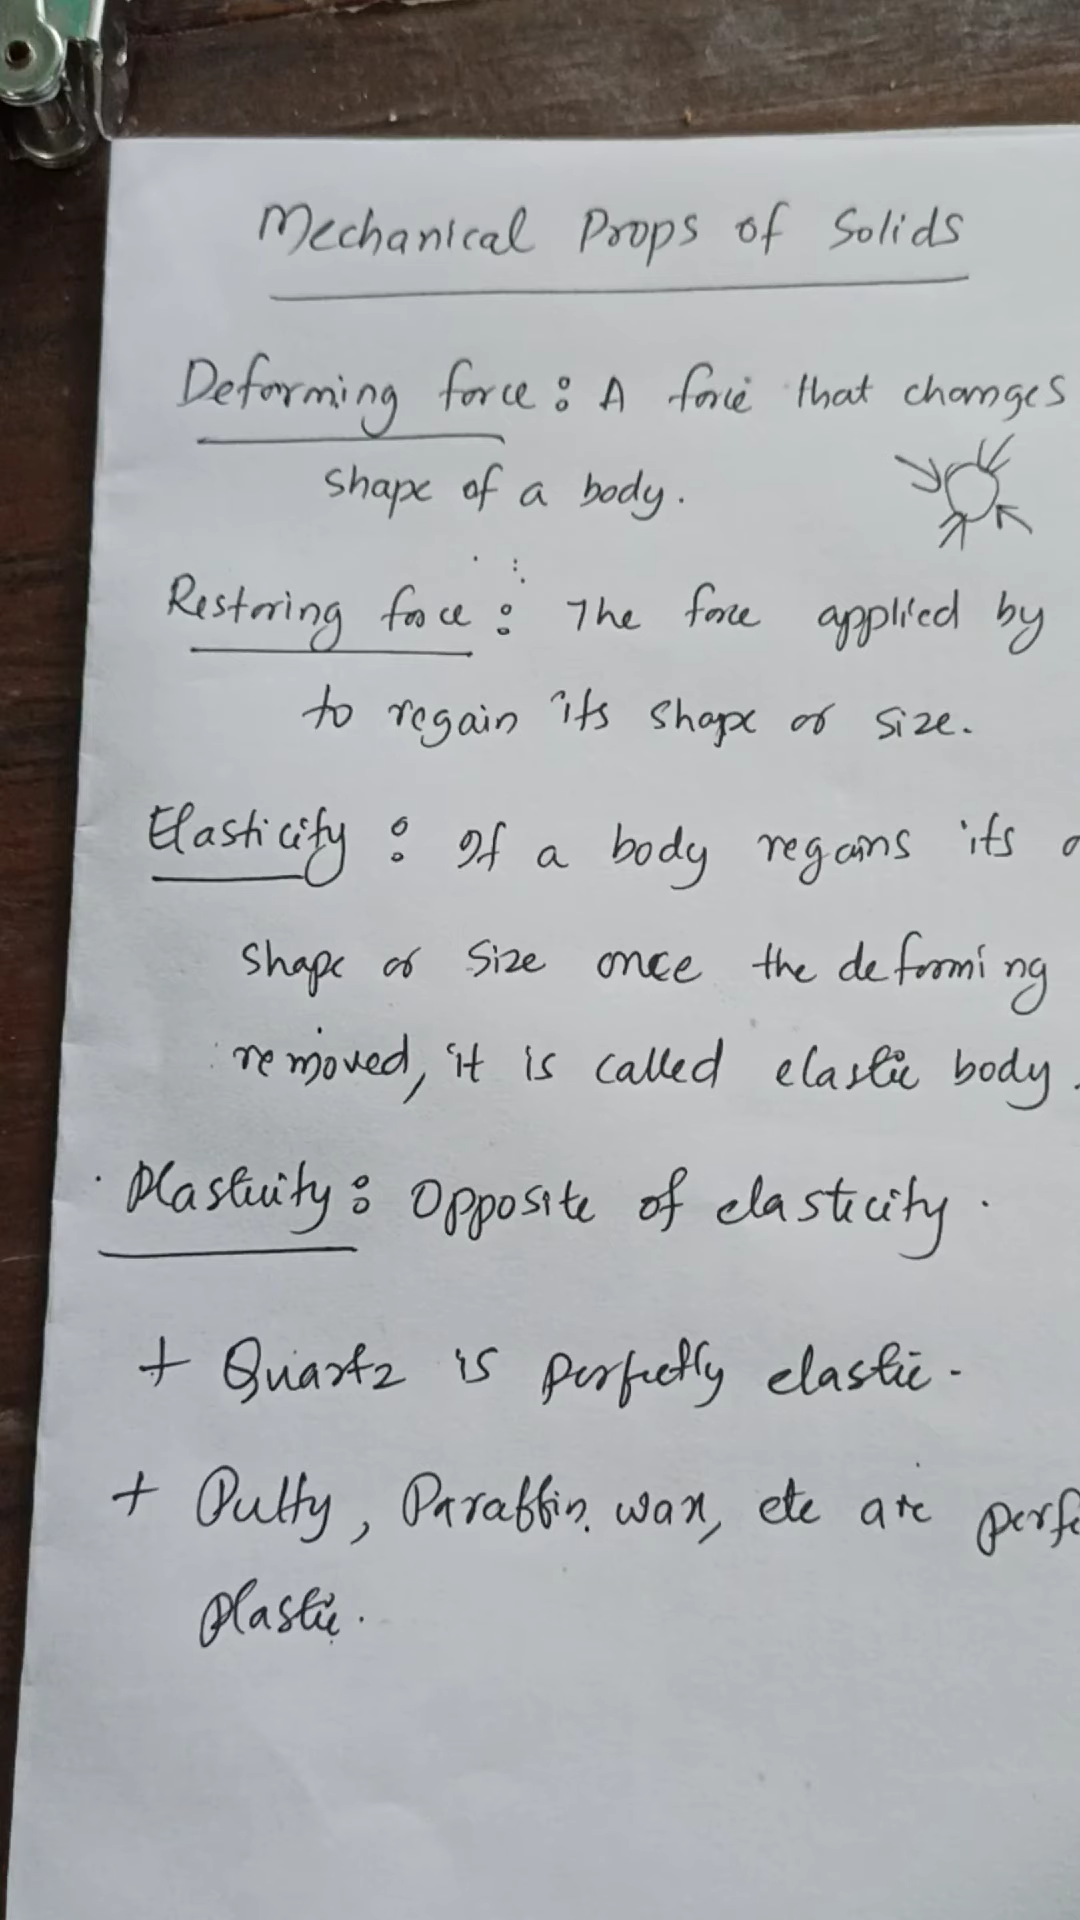 Mechanical Props of Solids
Deforming force: A force that changes
shape of a body.
Restoring force: The force applied by
to regain its shape or size.
Elasticity: If a body regains its
shape or size once the deforming
removed, it is called elastic body.
Plasticity: Opposite of elasticity.
+ Quartz is perfectly elastic.
+ Putty, Paraffin wax, etc are perfe
plastic.